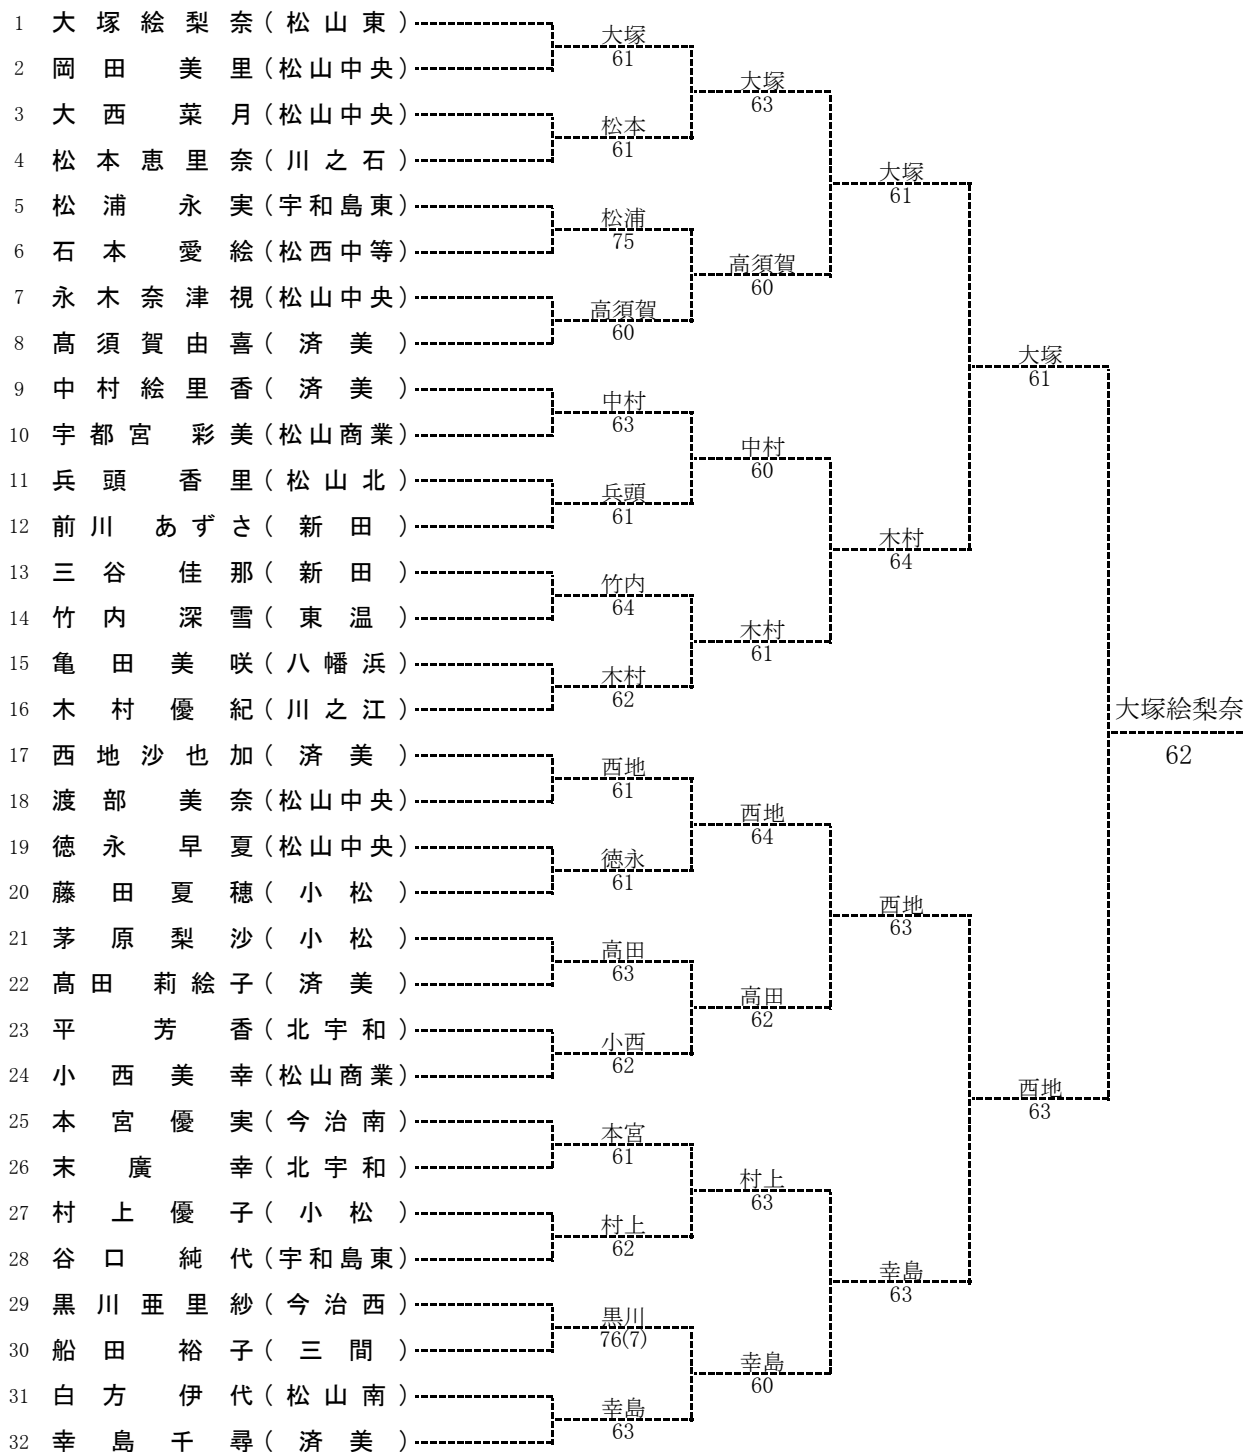 1 大塚絵梨奈(松山東)
大塚
61
2 岡田美里(松山中央)
大塚
63
3 大西菜月(松山中央)
松本
61
4 松本恵里奈(川之石)
大塚
61
5 松浦永実(宇和島東)
松浦
75
6 石本愛絵(松西中等)
高須賀
60
7 永木奈津視(松山中央)
高須賀
60
8 髙須賀由喜(済美)
大塚
61
9 中村絵里香(済美)
中村
63
10 宇都宮彩美(松山商業)
中村
60
11 兵頭香里(松山北)
兵頭
61
12 前川あずさ(新田)
木村
64
13 三谷佳那(新田)
竹内
64
14 竹内深雪(東温)
木村
61
15 亀田美咲(八幡浜)
木村
62
16 木村優紀(川之江)
大塚絵梨奈
62
17 西地沙也加(済美)
西地
61
18 渡部美奈(松山中央)
西地
64
19 徳永早夏(松山中央)
徳永
61
20 藤田夏穂(小松)
西地
63
21 茅原梨沙(小松)
高田
63
22 髙田莉絵子(済美)
高田
62
23 平芳香(北宇和)
小西
62
24 小西美幸(松山商業)
西地
63
25 本宮優実(今治南)
本宮
61
26 末廣幸(北宇和)
村上
63
27 村上優子(小松)
村上
62
28 谷口純代(宇和島東)
幸島
63
29 黒川亜里紗(今治西)
黒川
76(7)
30 船田裕子(三間)
幸島
60
31 白方伊代(松山南)
幸島
63
32 幸島千尋(済美)